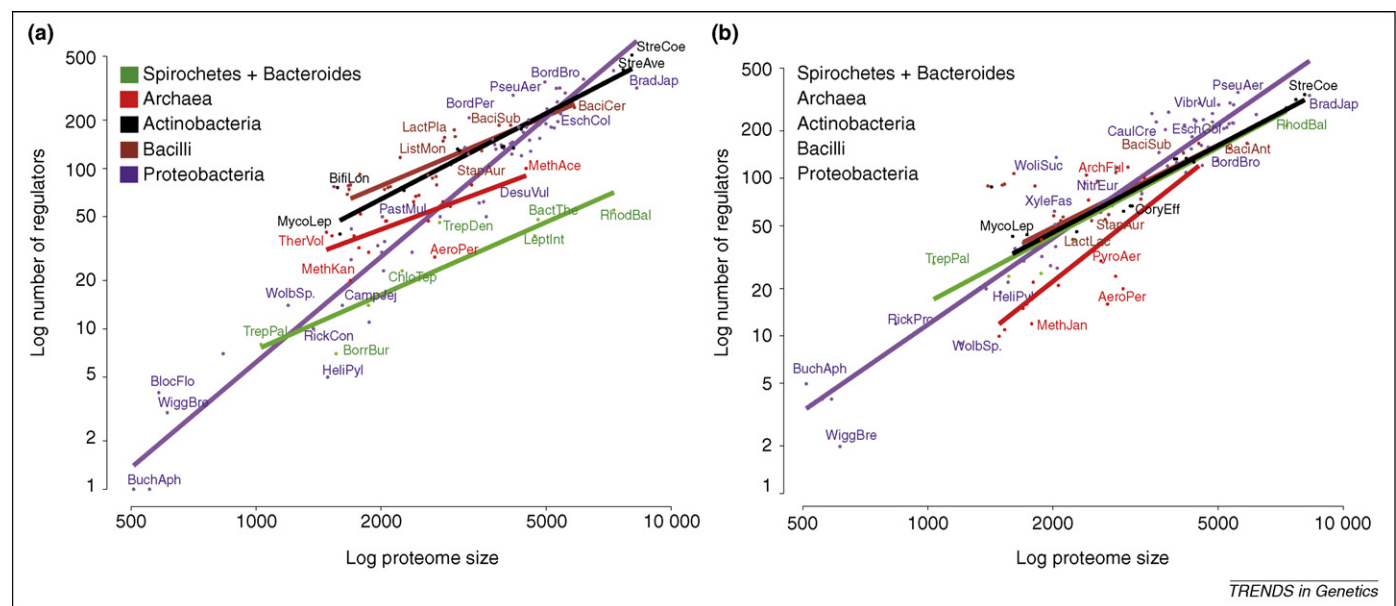 (a)
Log number of regulators
500
200
100
50
20
10
5
2
1
Spirochetes + Bacteroides
Archaea
Actinobacteria
Bacilli
Proteobacteria
StreCoe
StreAve
BordBro
BradJap
PseuAer
BaciCer
BordPer
EschCol
BaciSub
LactPla
ListMon
MethAce
StapAur
BifiLon
DesuVul
PastMul
BactThe
RhodBal
MycoLep
TrepDen
TherVol
LeptInt
AeroPer
MethKan
ChloTep
WolbSp.
CampJej
TrepPal
RickCon
BorrBur
HeliPyl
BlocFlo
WiggBre
BuchAph
500
1000
2000
5000
10 000
Log proteome size
(b)
Log number of regulators
500
200
100
50
20
10
5
2
1
Spirochetes + Bacteroides
Archaea
Actinobacteria
Bacilli
Proteobacteria
StreCoe
PseuAer
BradJap
VibrVul
RhodBal
CaulCre
EschCol
BaciSub
BaciAnt
WoliSuc
ArchFul
BordBro
NitrEur
XyleFas
CoryEff
MycoLep
StapAur
LactLac
TrepPal
PyroAer
HeliPyl
AeroPer
RickPro
MethJan
WolbSp.
BuchAph
WiggBre
500
1000
2000
5000
10 000
Log proteome size
TRENDS in Genetics